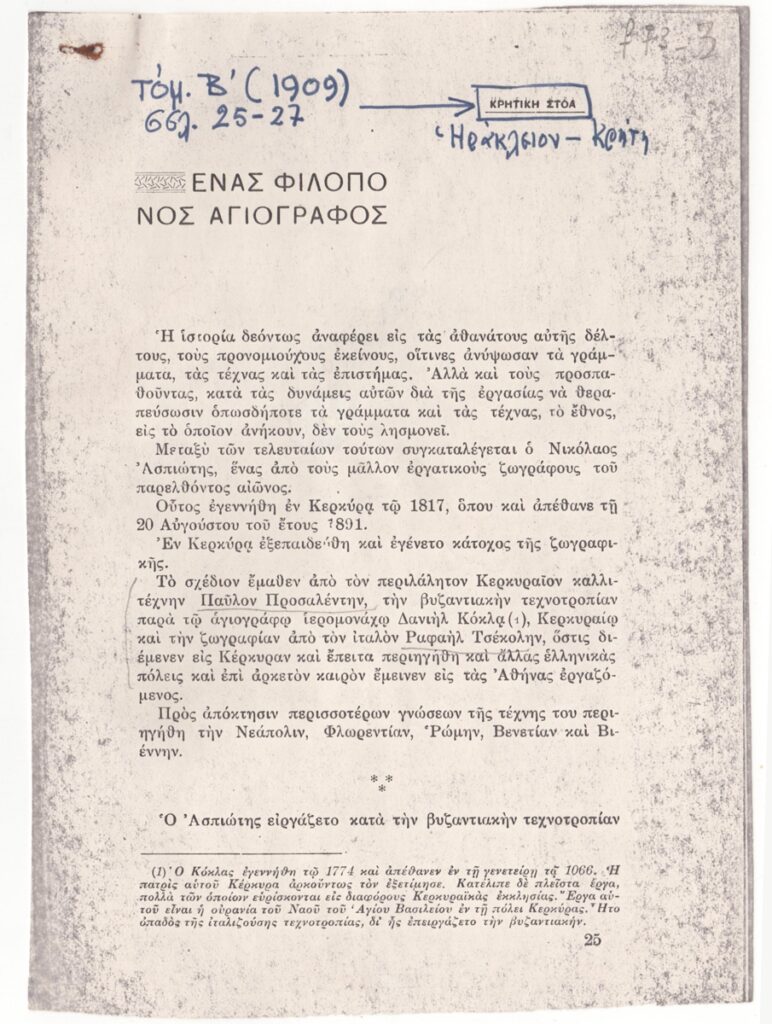 f 73-3
τόμ. Β' (1909)
σελ. 25-27
ΚΡΗΤΙΚΗ ΣΤΟΑ
Ἡράκλειον – Κρήτη
ΕΝΑΣ ΦΙΛΟΠΟ
ΝΟΣ ΑΓΙΟΓΡΑΦΟΣ
Ἡ ἱστορία δεόντως ἀναφέρει εἰς τὰς ἀθανάτους αὐτῆς δέλ-
τους, τοὺς προνομιούχους ἐκείνους, οἵτινες ἀνύψωσαν τὰ γράμ-
ματα, τὰς τέχνας καὶ τὰς ἐπιστήμας. Ἀλλὰ καὶ τοὺς προσπα-
θοῦντας, κατὰ τὰς δυνάμεις αὐτῶν διὰ τῆς ἐργασίας νὰ θερα-
πεύσωσιν ὁπωσδήποτε τὰ γράμματα καὶ τὰς τέχνας, τὸ ἔθνος,
εἰς τὸ ὁποῖον ἀνήκουν, δὲν τοὺς λησμονεῖ.
Μεταξὺ τῶν τελευταίων τούτων συγκαταλέγεται ὁ Νικόλαος
Ἀσπιώτης, ἕνας ἀπὸ τοὺς μᾶλλον ἐργατικοὺς ζωγράφους τοῦ
παρελθόντος αἰῶνος.
Οὗτος ἐγεννήθη ἐν Κερκύρᾳ τῷ 1817, ὅπου καὶ ἀπέθανε τῇ
20 Αὐγούστου τοῦ ἔτους 1891.
Ἐν Κερκύρᾳ ἐξεπαιδεύθη καὶ ἐγένετο κάτοχος τῆς ζωγραφι-
κῆς.
Τὸ σχέδιον ἔμαθεν ἀπὸ τὸν περιλάλητον Κερκυραῖον καλλι-
τέχνην Παῦλον Προσαλέντην, τὴν βυζαντιακὴν τεχνοτροπίαν
παρὰ τῷ ἁγιογράφῳ ἱερομονάχῳ Δανιὴλ Κόκλᾳ (1), Κερκυραίῳ
καὶ τὴν ζωγραφίαν ἀπὸ τὸν ἰταλὸν Ραφαὴλ Τσέκολην, ὅστις δι-
έμενεν εἰς Κέρκυραν καὶ ἔπειτα περιηγήθη καὶ ἄλλας ἑλληνικὰς
πόλεις καὶ ἐπὶ ἀρκετὸν καιρὸν ἔμεινεν εἰς τὰς Ἀθήνας ἐργαζό-
μενος.
Πρὸς ἀπόκτησιν περισσοτέρων γνώσεων τῆς τέχνης του περι-
ηγήθη τὴν Νεάπολιν, Φλωρεντίαν, Ῥώμην, Βενετίαν καὶ Βι-
έννην.
* *
*
Ὁ Ἀσπιώτης εἰργάζετο κατὰ τὴν βυζαντιακὴν τεχνοτροπίαν
(1) Ὁ Κόκλας ἐγεννήθη τῷ 1774 καὶ ἀπέθανεν ἐν τῇ γενετείρῃ τᾷ 1066. Ἡ
πατρὶς αὐτοῦ Κέρκυρα ἀρκούντως τὸν ἐξετίμησε. Κατέλιπε δὲ πλεῖστα ἔργα,
πολλὰ τῶν ὁποίων εὑρίσκονται εἰς διαφόρους Κερκυραϊκὰς ἐκκλησίας. Ἔργα αὐ-
τοῦ εἶναι ἡ οὐρανία τοῦ Ναοῦ τοῦ Ἁγίου Βασιλείου ἐν τῇ πόλει Κερκύρας. Ἦτο
ὀπαδὸς τῆς ἰταλιζούσης τεχνοτροπίας, δι' ἧς ἐπειργάζετο τὴν βυζαντιακήν.
25